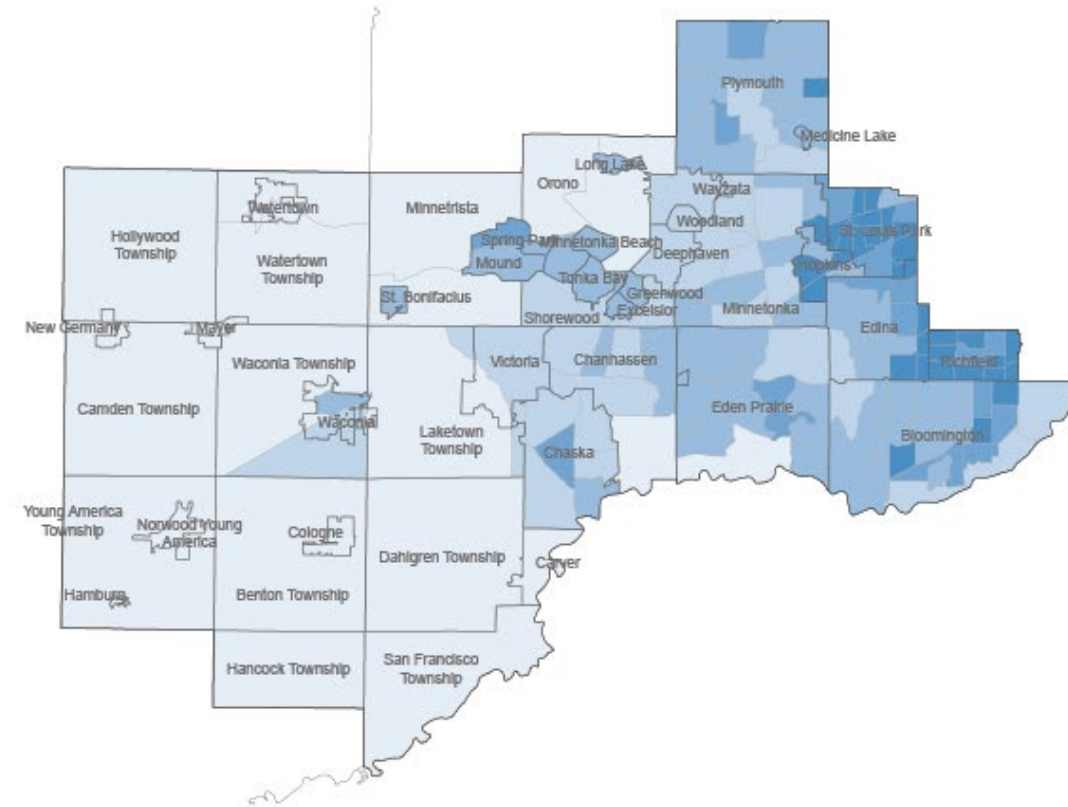 Plymouth
Medicine Lake
Long Lake
Orono
Wayzata
Watertown
Minnetrista
Woodland
Hollywood
Township
Spring Park
Minnetonka Beach
St. Louis Park
Watertown
Township
Mound
Deephaven
Hopkins
Tonka Bay
St. Bonifacius
Greenwood
Excelsior
Minnetonka
Shorewood
New Germany
Mayer
Edina
Waconia Township
Victoria
Chanhassen
Richfield
Camden Township
Eden Prairie
Waconia
Laketown
Township
Bloomington
Chaska
Young America
Township
Norwood Young
America
Cologne
Dahlgren Township
Carver
Hamburg
Benton Township
Hancock Township
San Francisco
Township